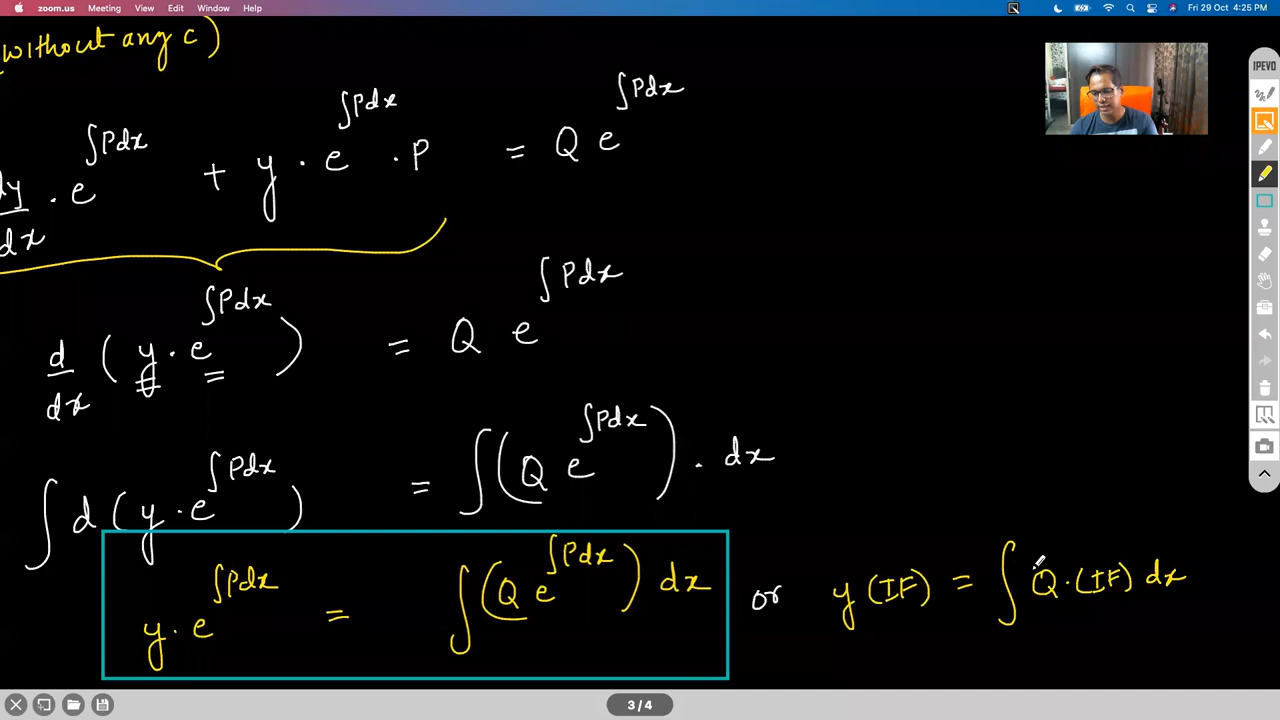 zoom.us Meeting View Edit Window Help Fri 29 Oct 4:25 PM
(without any c)
IPEVO
dy/dx · e^∫Pdx + y · e^∫Pdx · P = Q e^∫Pdx
d/dx (y · e^∫Pdx) = Q e^∫Pdx
∫ d (y · e^∫Pdx) = ∫ (Q e^∫Pdx) · dx
y · e^∫Pdx = ∫ (Q e^∫Pdx) dx or y (IF) = ∫ Q · (IF) dx
3 / 4